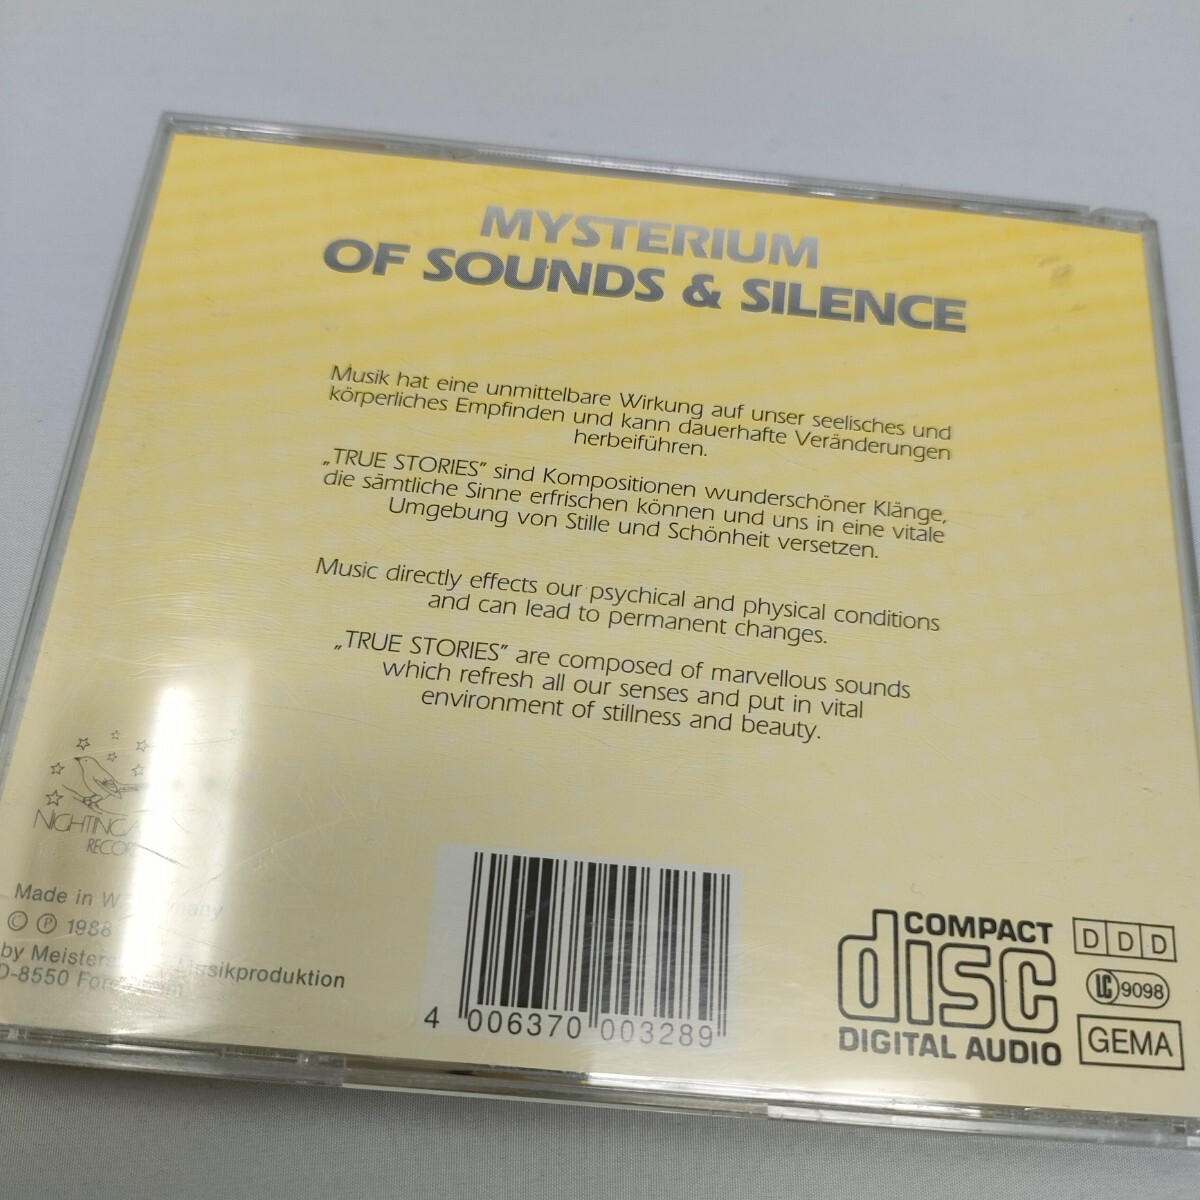 MYSTERIUM
OF SOUNDS & SILENCE
Musik hat eine unmittelbare Wirkung auf unser seelisches und
körperliches Empfinden und kann dauerhafte Veränderungen
herbeiführen.
„TRUE STORIES" sind Kompositionen wunderschöner Klänge,
die sämtliche Sinne erfrischen können und uns in eine vitale
Umgebung von Stille und Schönheit versetzen.
Music directly effects our psychical and physical conditions
and can lead to permanent changes.
„TRUE STORIES" are composed of marvellous sounds
which refresh all our senses and put in vital
environment of stillness and beauty.
Made in W
© ℗ 1988
by
D-8550
4 006370 003289
COMPACT
disc
DIGITAL AUDIO
DDD
LC 9098
GEMA